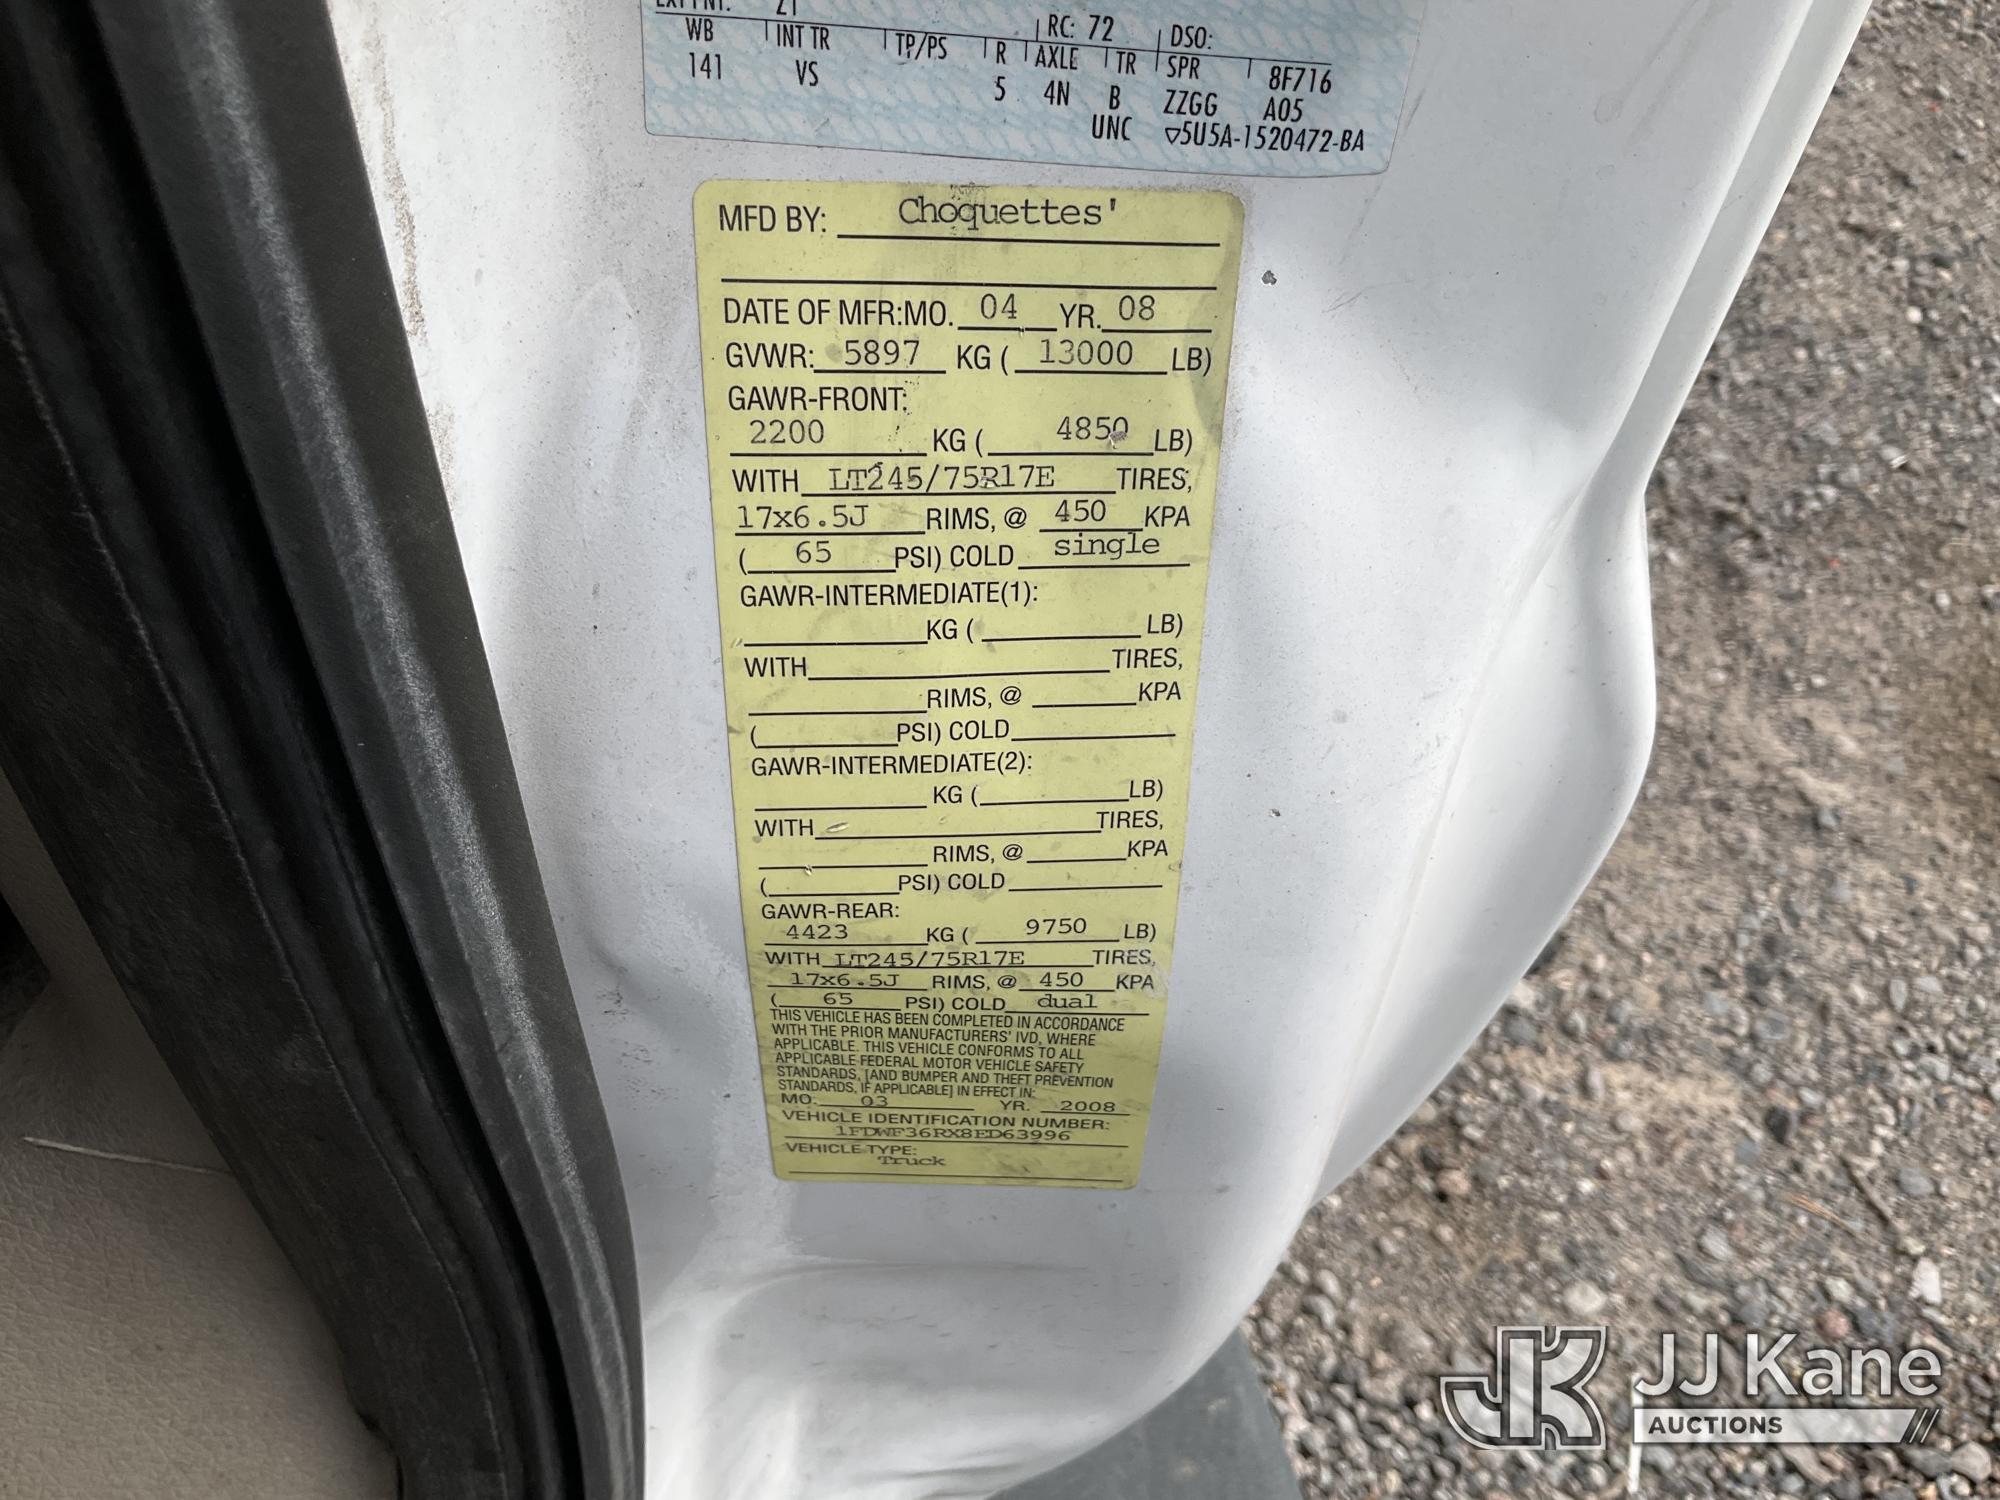 EXT PNT: Z1
RC: 72 DSO:
WB INT TR TP/PS R AXLE TR SPR 8F716
141 VS 5 4N B ZZGG A05
UNC ▽5U5A-1520472-BA
MFD BY: Choquettes'
DATE OF MFR:MO. 04 YR. 08
GVWR: 5897 KG ( 13000 LB)
GAWR-FRONT:
2200 KG ( 4850 LB)
WITH LT245/75R17E TIRES,
17x6.5J RIMS, @ 450 KPA
( 65 PSI) COLD single
GAWR-INTERMEDIATE(1):
KG ( LB)
WITH TIRES,
RIMS, @ KPA
( PSI) COLD
GAWR-INTERMEDIATE(2):
KG ( LB)
WITH TIRES,
RIMS, @ KPA
( PSI) COLD
GAWR-REAR:
4423 KG ( 9750 LB)
WITH LT245/75R17E TIRES,
17x6.5J RIMS, @ 450 KPA
( 65 PSI) COLD dual
THIS VEHICLE HAS BEEN COMPLETED IN ACCORDANCE
WITH THE PRIOR MANUFACTURERS' IVD, WHERE
APPLICABLE. THIS VEHICLE CONFORMS TO ALL
APPLICABLE FEDERAL MOTOR VEHICLE SAFETY
STANDARDS, [AND BUMPER AND THEFT PREVENTION
STANDARDS, IF APPLICABLE] IN EFFECT IN:
MO. 03 YR. 2008
VEHICLE IDENTIFICATION NUMBER:
1FDWF36RX8ED63996
VEHICLE TYPE:
Truck
JK JJ Kane
AUCTIONS